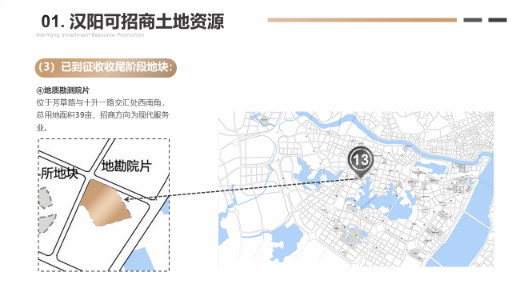 01. 汉阳可招商土地资源
Hanyang Investment Resource Promotion
（3）已到征收收尾阶段地块：
④地质勘测院片
位于芳草路与十升一路交汇处西南角，
总用地面积39亩，招商方向为现代服务
业。
所地块
地勘院片
13